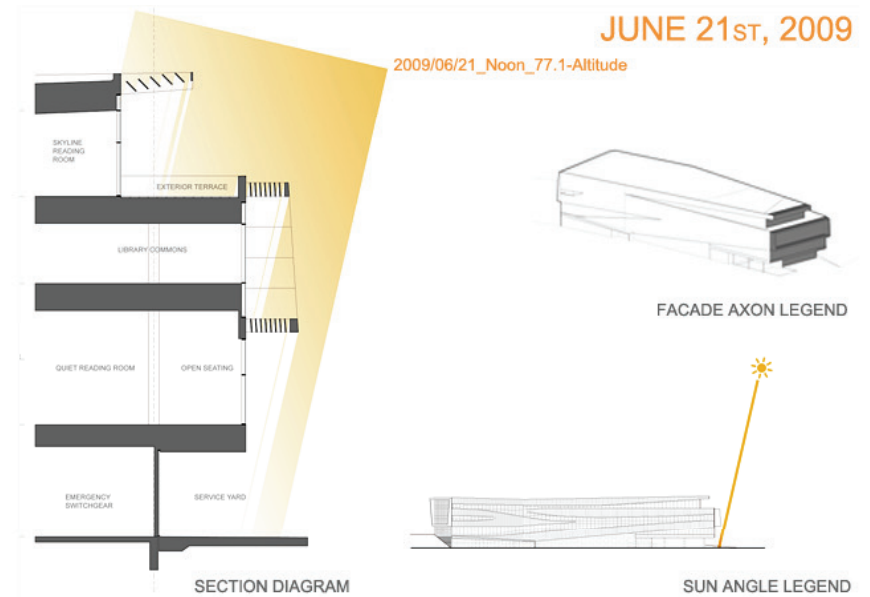 JUNE 21ST, 2009
2009/06/21_Noon_77.1-Altitude
SKYLINE
READING
ROOM
EXTERIOR TERRACE
LIBRARY COMMONS
FACADE AXON LEGEND
QUIET READING ROOM
OPEN SEATING
EMERGENCY
SWITCHGEAR
SERVICE YARD
SECTION DIAGRAM
SUN ANGLE LEGEND